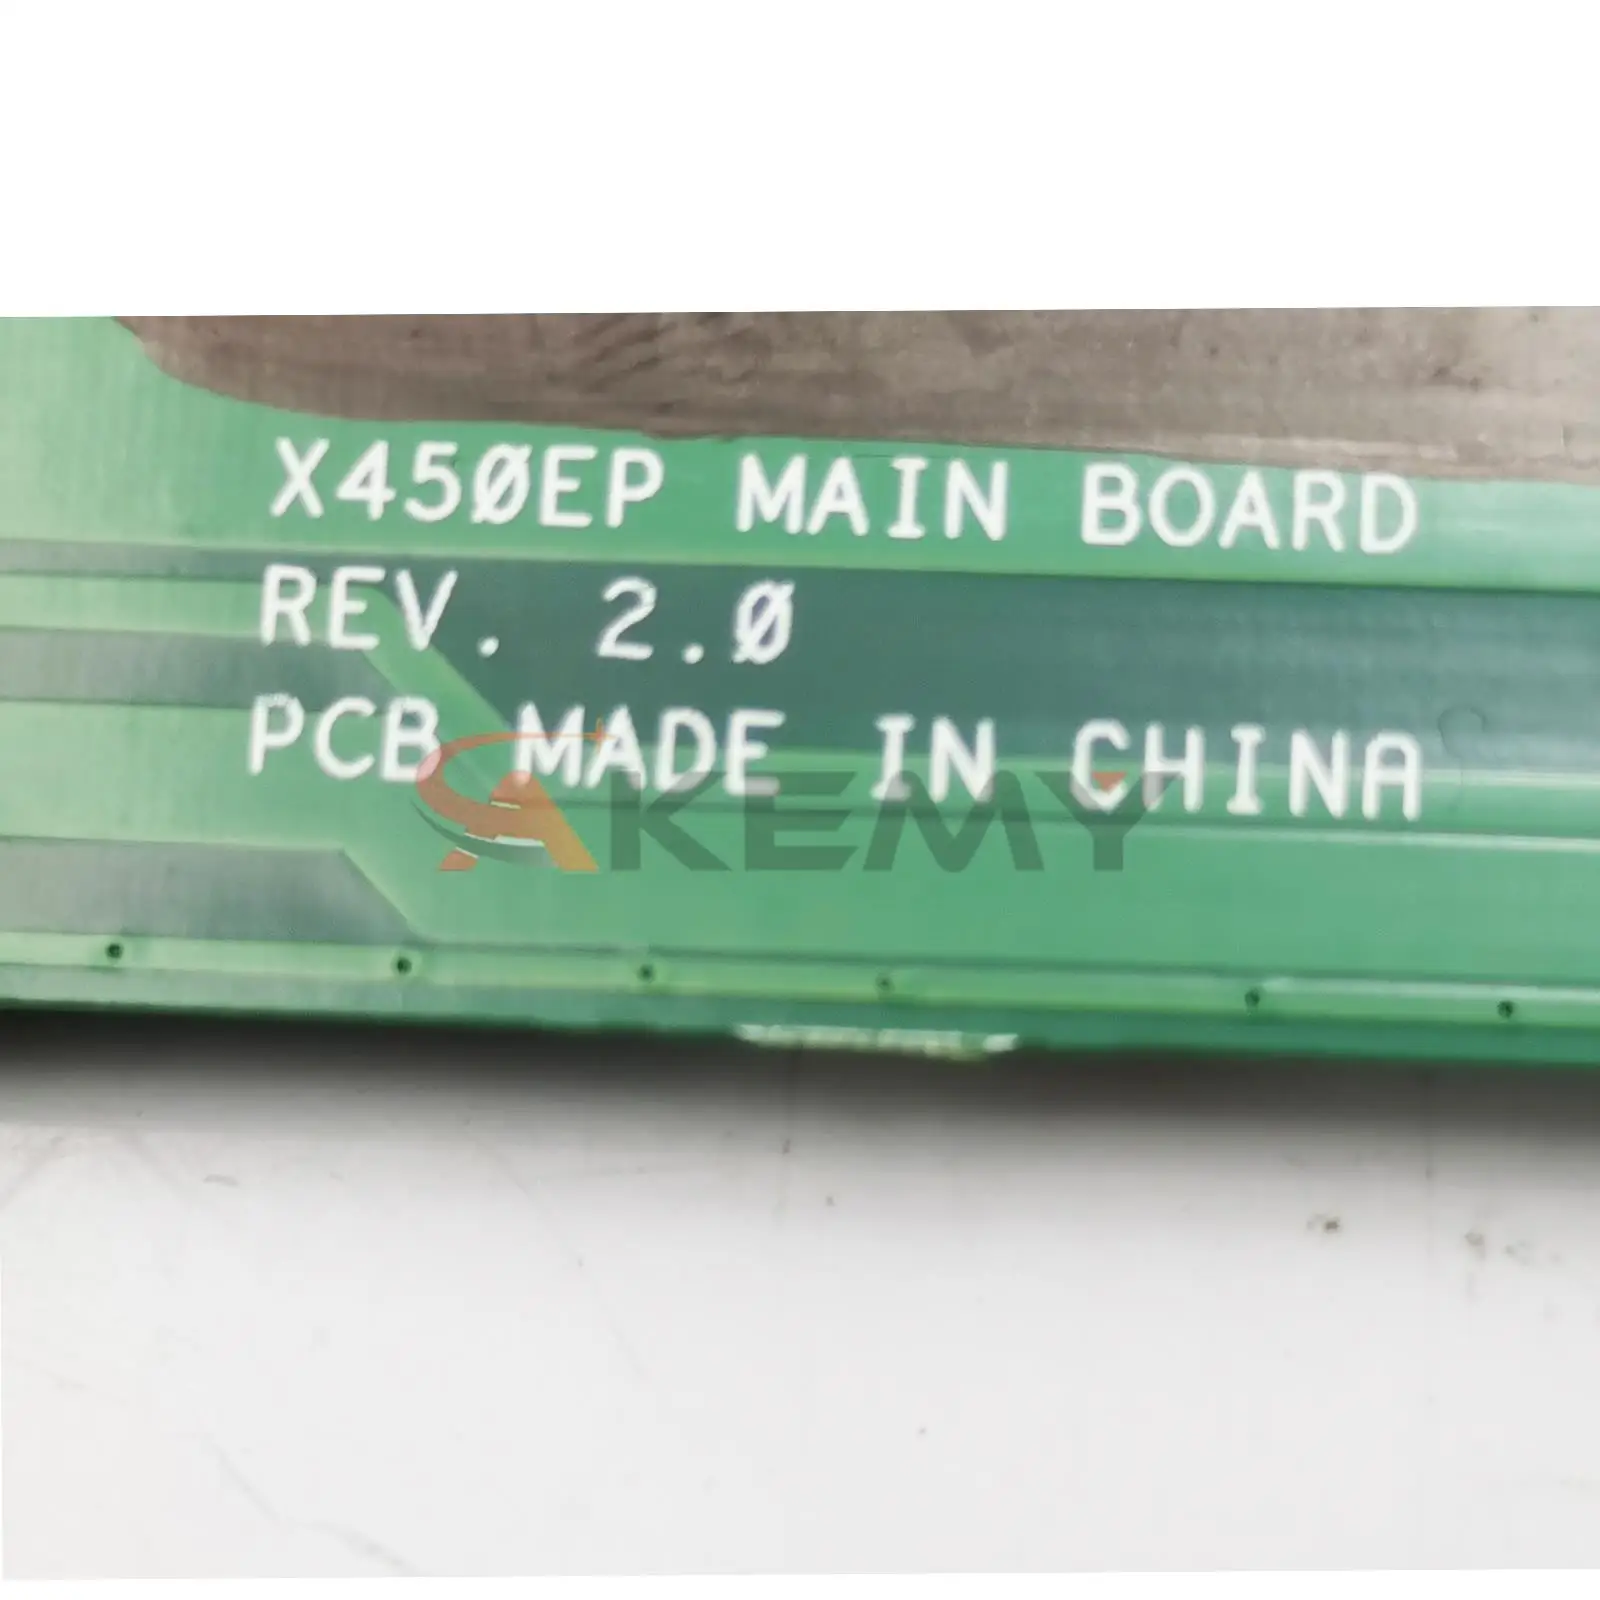 X450EP MAIN BOARD
REV. 2.0
PCB MADE IN CHINA
AKEMY